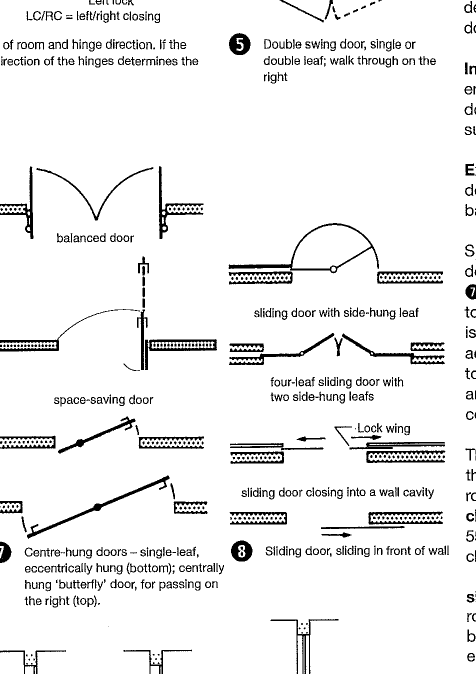 Left lock
LC/RC = left/right closing
of room and hinge direction. If the
irection of the hinges determines the
5 Double swing door, single or
double leaf; walk through on the
right
balanced door
space-saving door
7 Centre-hung doors – single-leaf,
eccentrically hung (bottom); centrally
hung 'butterfly' door, for passing on
the right (top).
sliding door with side-hung leaf
four-leaf sliding door with
two side-hung leafs
Lock wing
sliding door closing into a wall cavity
8 Sliding door, sliding in front of wall
7